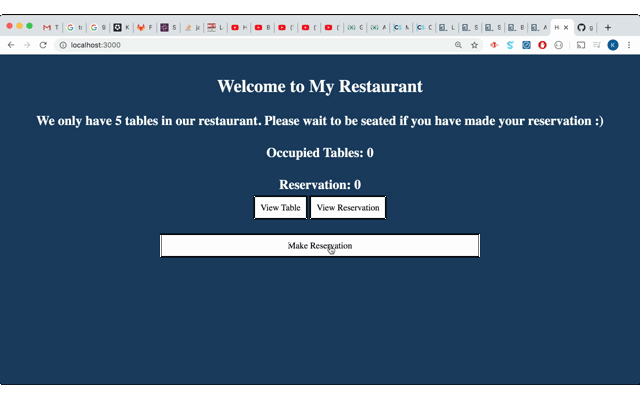 localhost:3000
Welcome to My Restaurant
We only have 5 tables in our restaurant. Please wait to be seated if you have made your reservation :)
Occupied Tables: 0
Reservation: 0
View Table View Reservation
Make Reservation